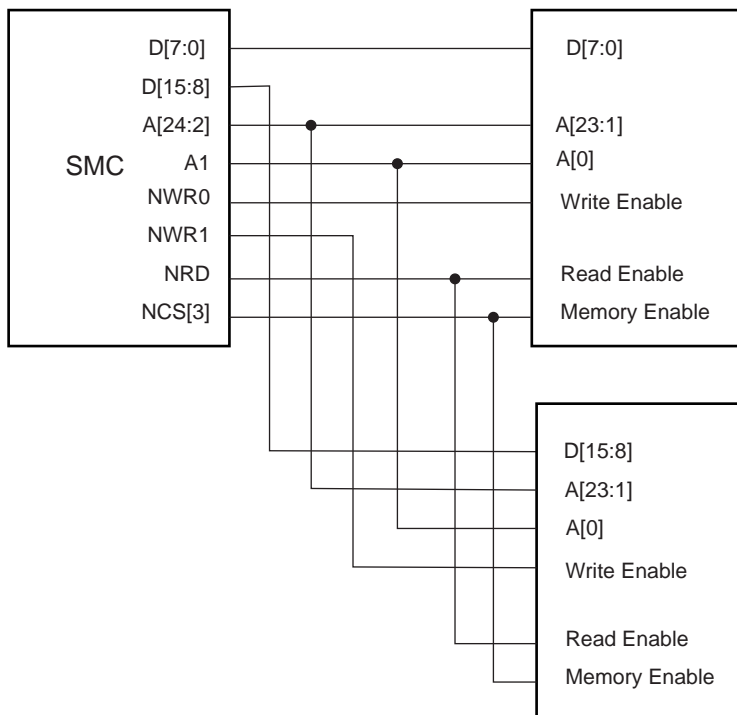 SMC
D[7:0]
D[15:8]
A[24:2]
A1
NWR0
NWR1
NRD
NCS[3]
D[7:0]
A[23:1]
A[0]
Write Enable
Read Enable
Memory Enable
D[15:8]
A[23:1]
A[0]
Write Enable
Read Enable
Memory Enable